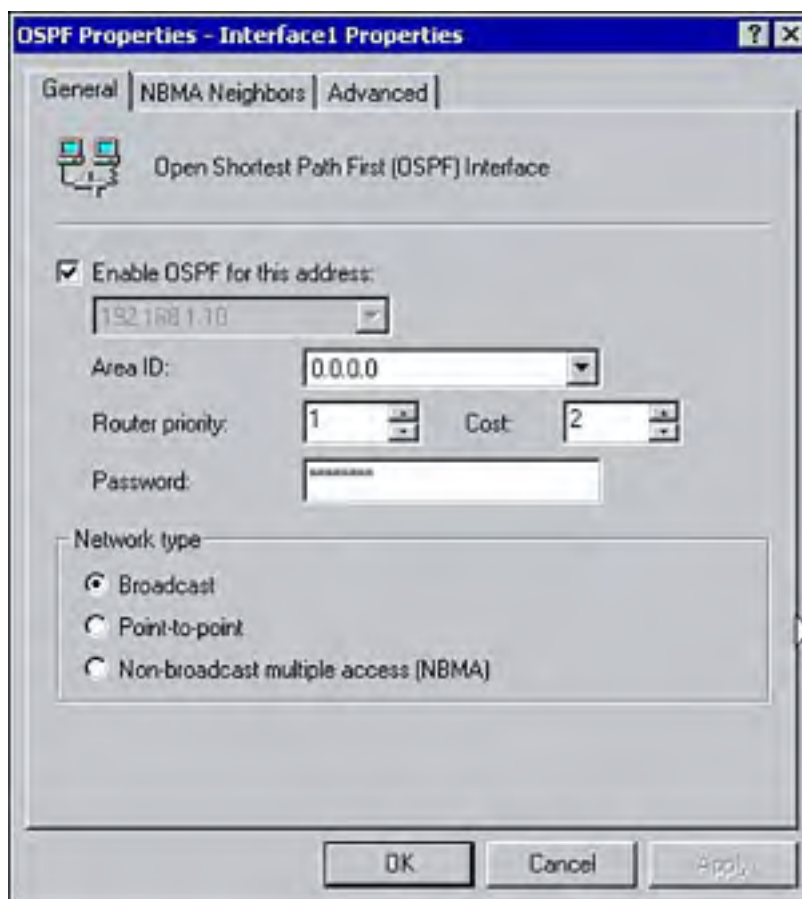 OSPF Properties - Interface1 Properties
General NBMA Neighbors Advanced
Open Shortest Path First (OSPF) Interface
Enable OSPF for this address:
192.168.1.10
Area ID: 0.0.0.0
Router priority: 1 Cost: 2
Password: ********
Network type
Broadcast
Point-to-point
Non-broadcast multiple access (NBMA)
OK Cancel Apply